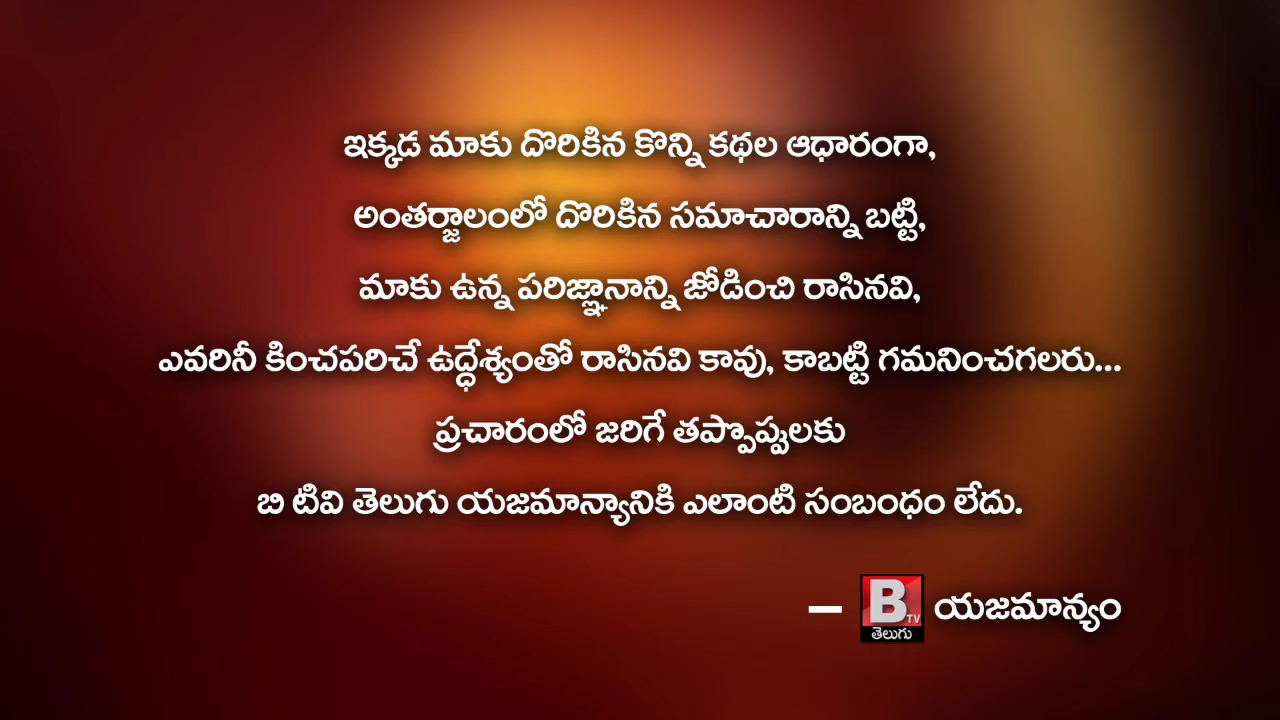 ఇక్కడ మాకు దొరికిన కొన్ని కథల ఆధారంగా,
అంతర్జాలంలో దొరికిన సమాచారాన్ని బట్టి,
మాకు ఉన్న పరిజ్ఞానాన్ని జోడించి రాసినవి,
ఎవరినీ కించపరిచే ఉద్ధేశ్యంతో రాసినవి కావు, కాబట్టి గమనించగలరు...
ప్రచారంలో జరిగే తప్పొప్పులకు
బి టివి తెలుగు యజమాన్యానికి ఎలాంటి సంబంధం లేదు.
– B TV తెలుగు యజమాన్యం